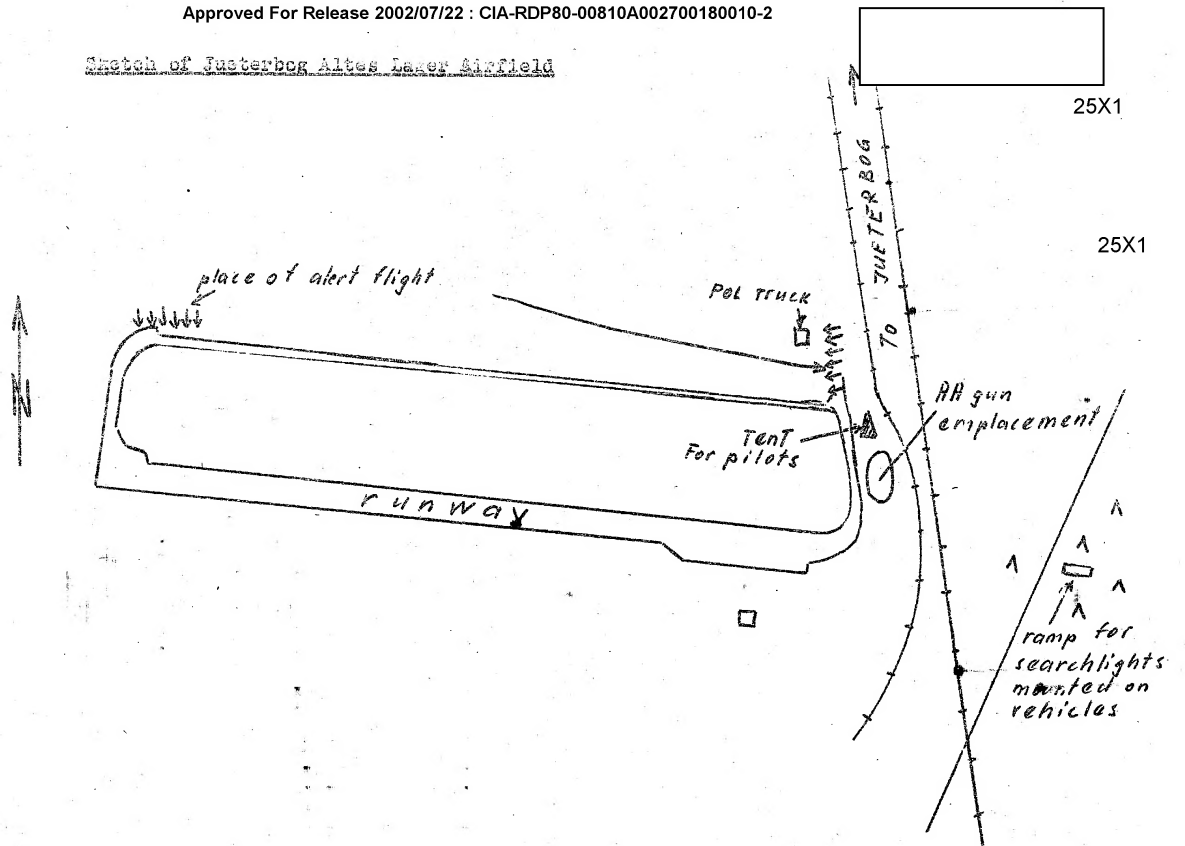 Approved For Release 2002/07/22 : CIA-RDP80-00810A002700180010-2
Sketch of Jueterbog Altes Lager Airfield
25X1
25X1
To JUETERBOG
place of alert flight
POL Truck
N
AA gun
emplacement
Tent
For pilots
runway
ramp for
searchlights
mounted on
vehicles